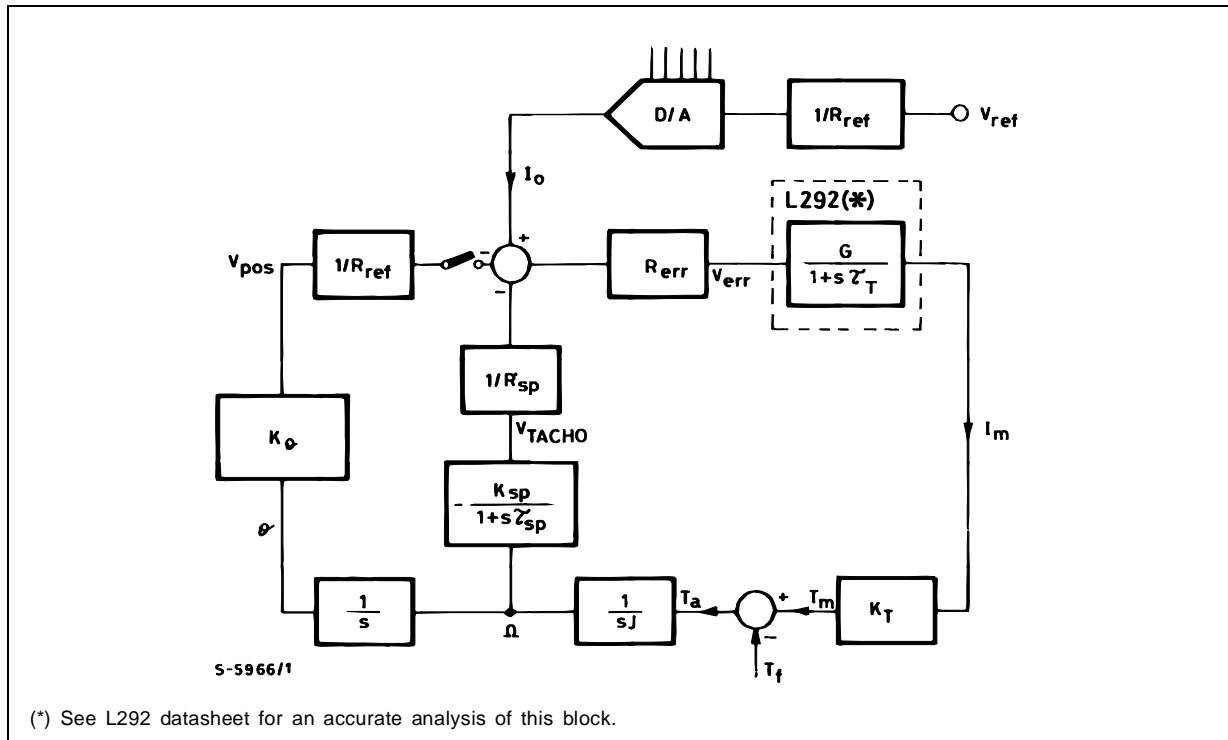 D/A
1/Rref
Vref
Io
L292(*)
+
Vpos
1/Rref
-
-
Rerr
Verr
G
1+sτT
1/Rsp
VTACHO
Im
Kθ
- Ksp
1+sτsp
θ
1
s
Ω
1
sJ
Ta
+
-
Tm
KT
Tf
S-5966/1
(*) See L292 datasheet for an accurate analysis of this block.